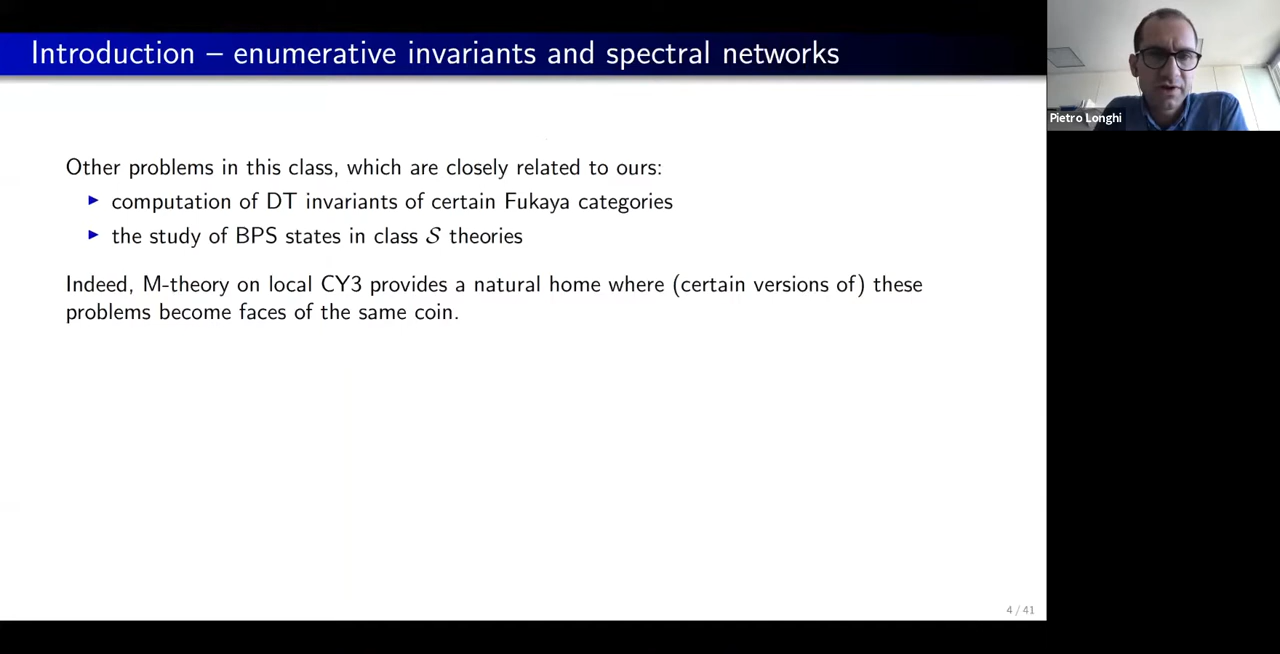 Introduction – enumerative invariants and spectral networks
Pietro Longhi
Other problems in this class, which are closely related to ours:
▶ computation of DT invariants of certain Fukaya categories
▶ the study of BPS states in class 𝒮 theories
Indeed, M-theory on local CY3 provides a natural home where (certain versions of) these
problems become faces of the same coin.
4 / 41